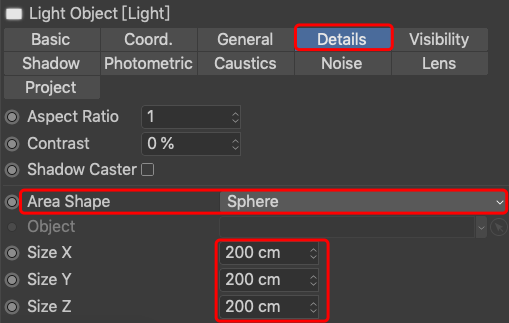 Light Object [Light]
Basic Coord. General Details Visibility
Shadow Photometric Caustics Noise Lens
Project
Aspect Ratio 1
Contrast 0 %
Shadow Caster
Area Shape Sphere
Object
Size X 200 cm
Size Y 200 cm
Size Z 200 cm